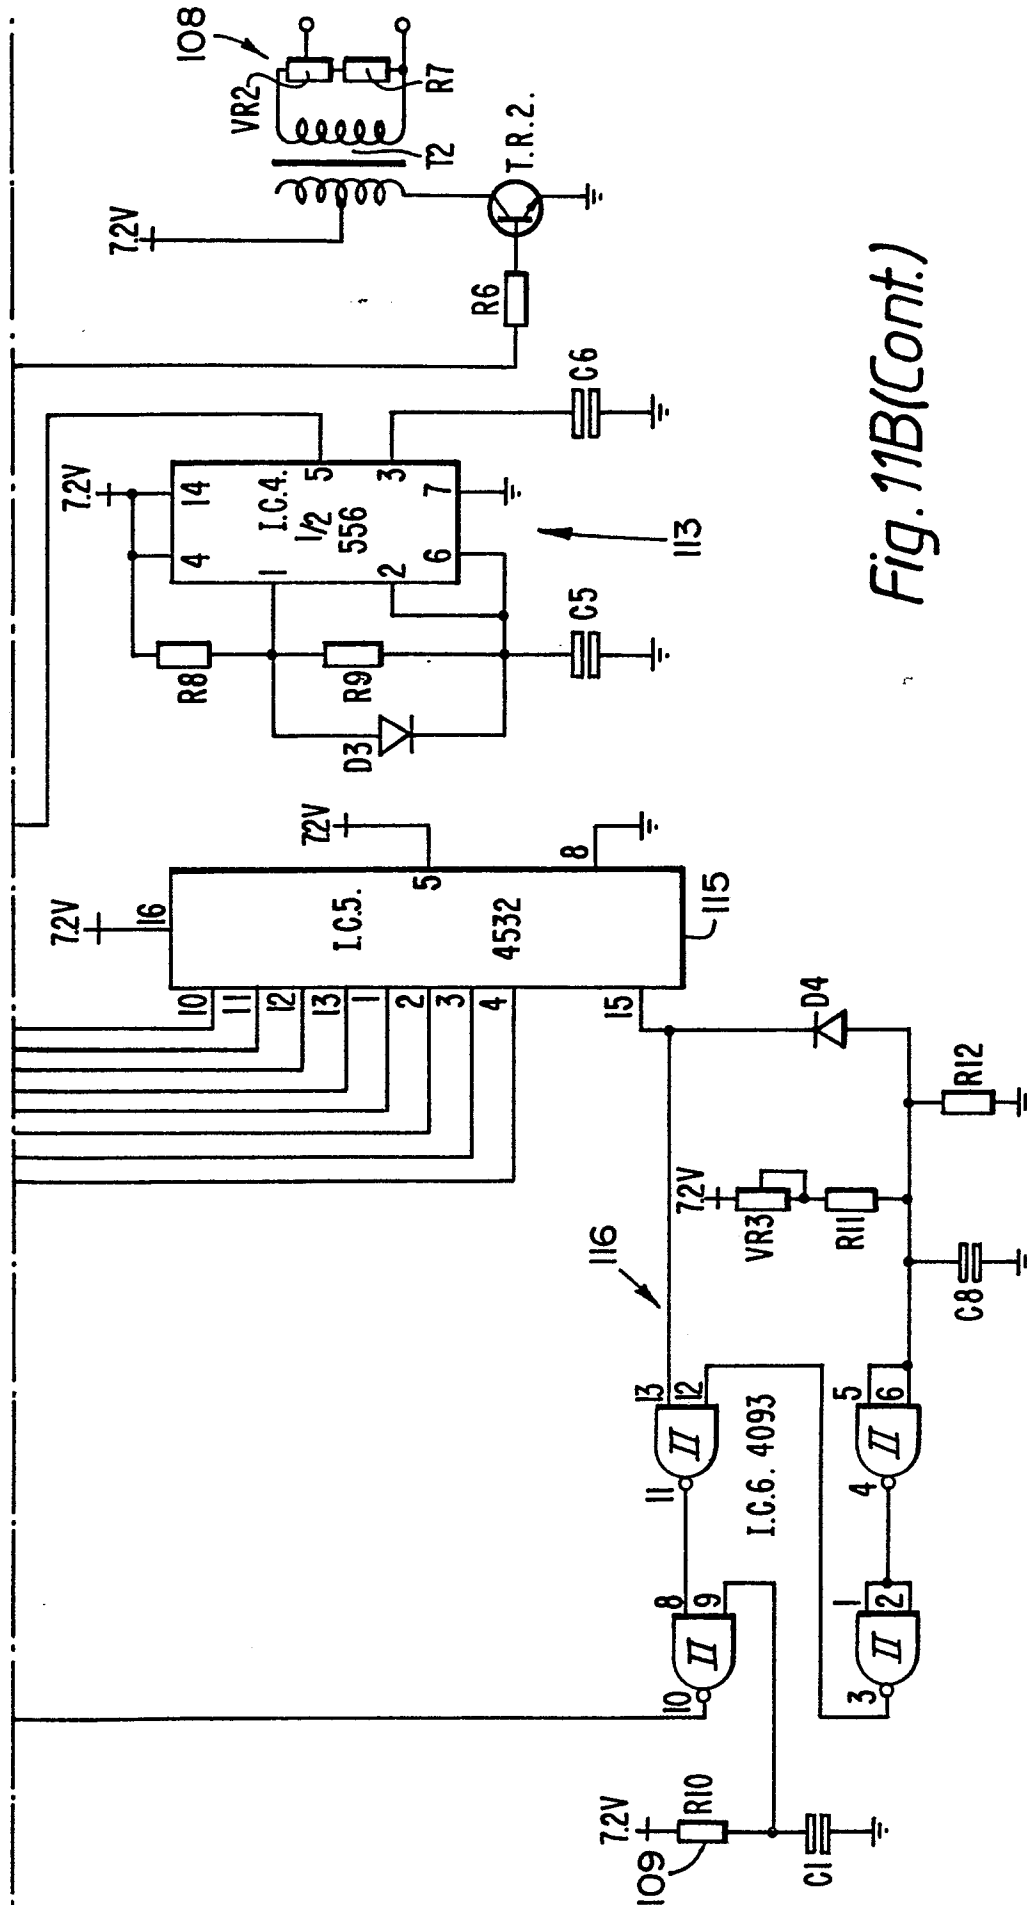 108
VR2
R7
T2
7.2V
T.R.2.
R6
7.2V
14
4
5
I.C.4.
1/2
556
3
1
2
7
6
C6
113
R8
R9
D3
C5
7.2V
16
7.2V
5
8
I.C.5.
4532
10
11
12
13
1
2
3
4
15
115
D4
R12
7.2V
VR3
R11
C8
116
13
12
11
I.C.6. 4093
5
6
4
8
9
10
1
2
3
7.2V
R10
109
C1
Fig. 11B(Cont.)